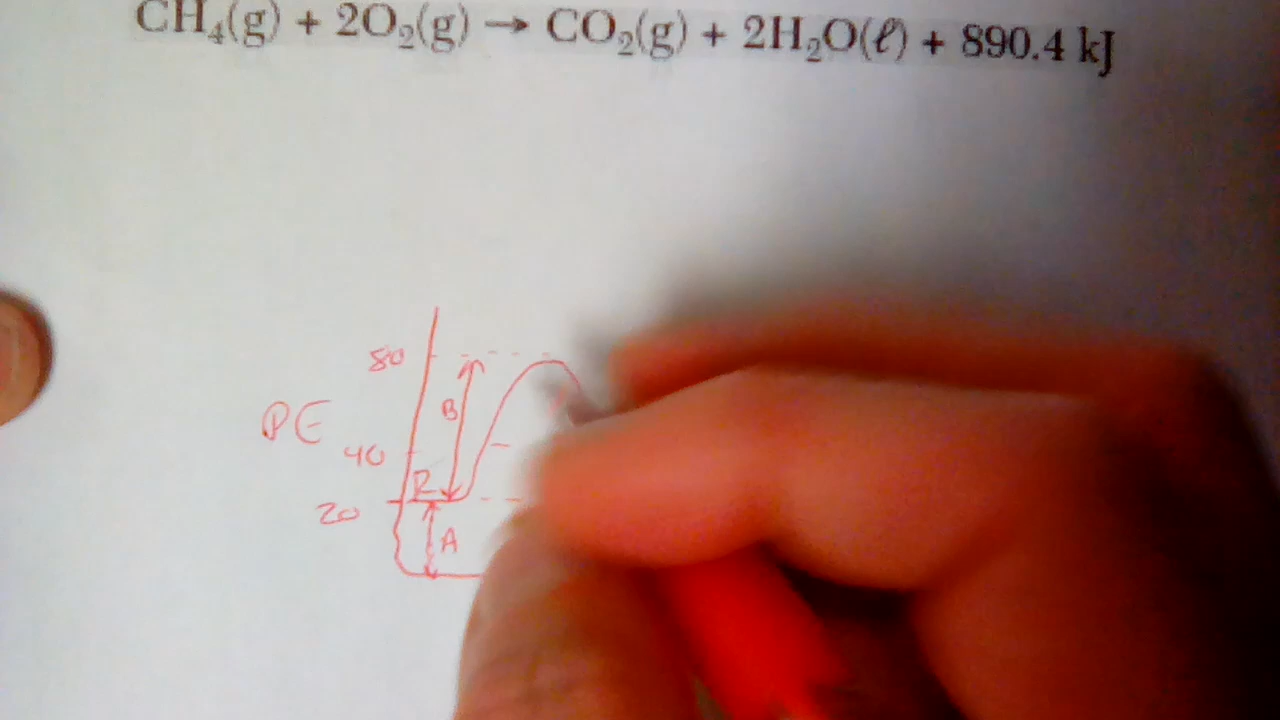 CH₄(g) + 2O₂(g) → CO₂(g) + 2H₂O(ℓ) + 890.4 kJ
80
B
PE
40
R
20
A